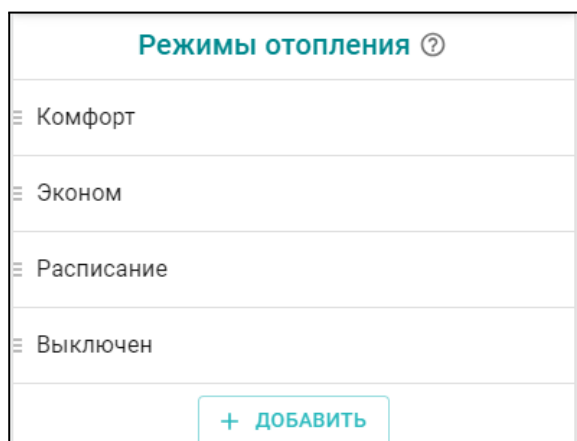 Режимы отопления ?
Комфорт
Эконом
Расписание
Выключен
+ ДОБАВИТЬ